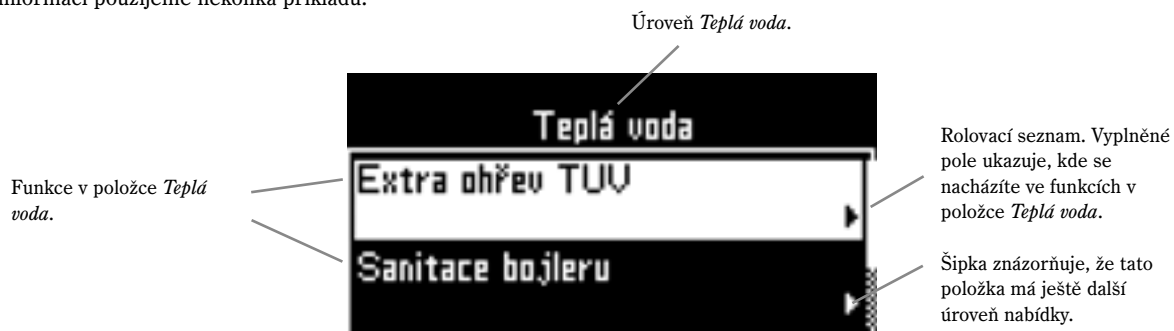 informací použijeme několika příkladů.
Úroveň Teplá voda.
Teplá voda
Extra ohřev TUV
Sanitace bojleru
Funkce v položce Teplá
voda.
Rolovací seznam. Vyplněné
pole ukazuje, kde se
nacházíte ve funkcích v
položce Teplá voda.
Šipka znázorňuje, že tato
položka má ještě další
úroveň nabídky.